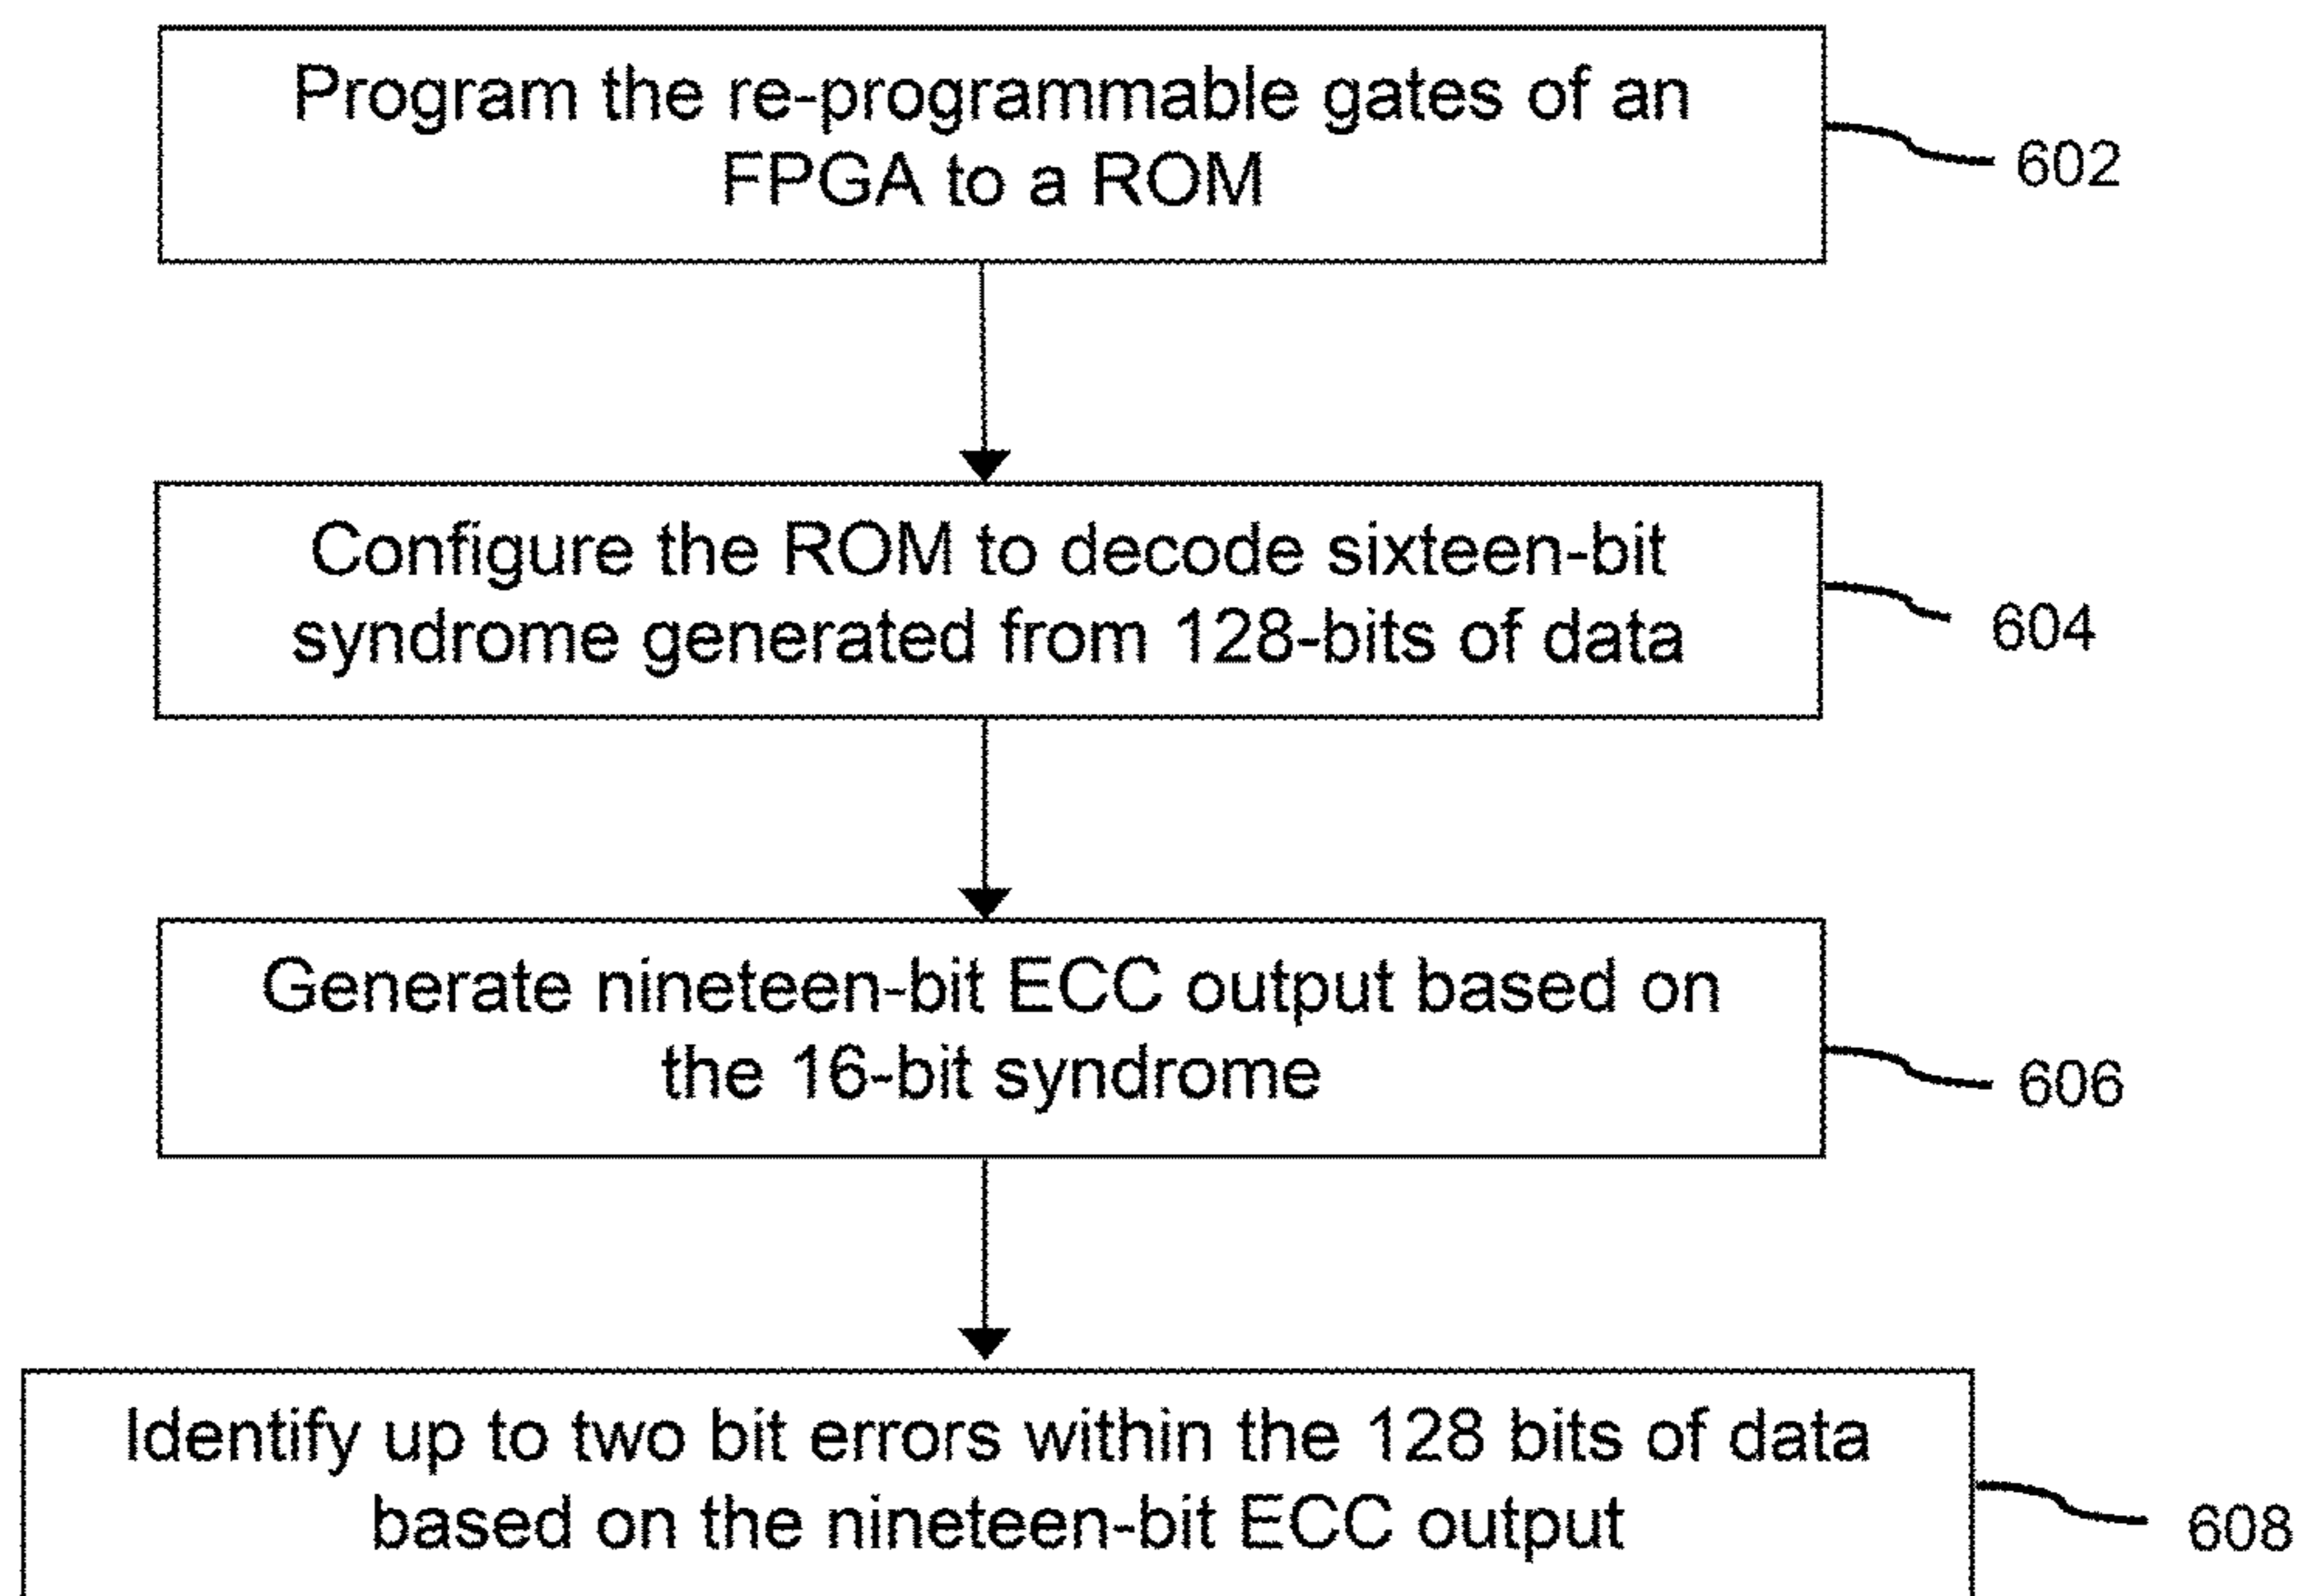 Program the re-programmable gates of an
FPGA to a ROM
602
Configure the ROM to decode sixteen-bit
syndrome generated from 128-bits of data
604
Generate nineteen-bit ECC output based on
the 16-bit syndrome
606
Identify up to two bit errors within the 128 bits of data
based on the nineteen-bit ECC output
608